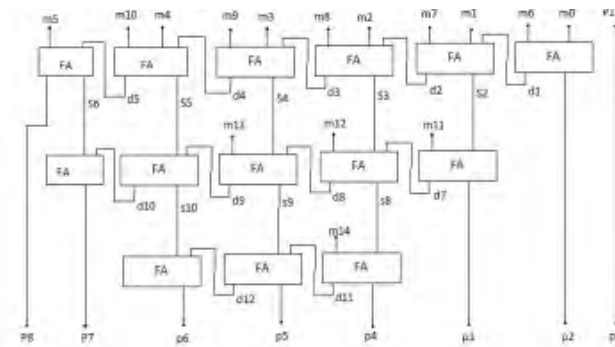 m5 m10 m4 m9 m3 m8 m2 m7 m1 m6 m0
FA FA FA FA FA FA
S6 d5 S5 d4 S4 d3 S3 d2 S2 d1
m13 m12 m11
FA FA FA FA FA
d10 s10 d9 s9 d8 s8 d7
m14
FA FA FA
d12 d11
P8 P7 p6 p5 p4 p3 p2